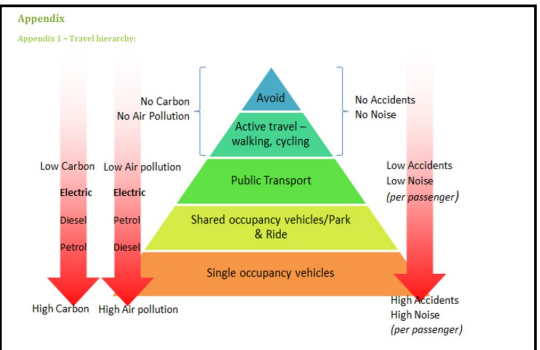 Appendix
Appendix 1 – Travel hierarchy:
No Carbon
No Air Pollution
Avoid
No Accidents
No Noise
Active travel –
walking, cycling
Low Carbon
Low Air pollution
Public Transport
Low Accidents
Low Noise
(per passenger)
Electric
Electric
Diesel
Petrol
Shared occupancy vehicles/Park
& Ride
Petrol
Diesel
Single occupancy vehicles
High Carbon
High Air pollution
High Accidents
High Noise
(per passenger)